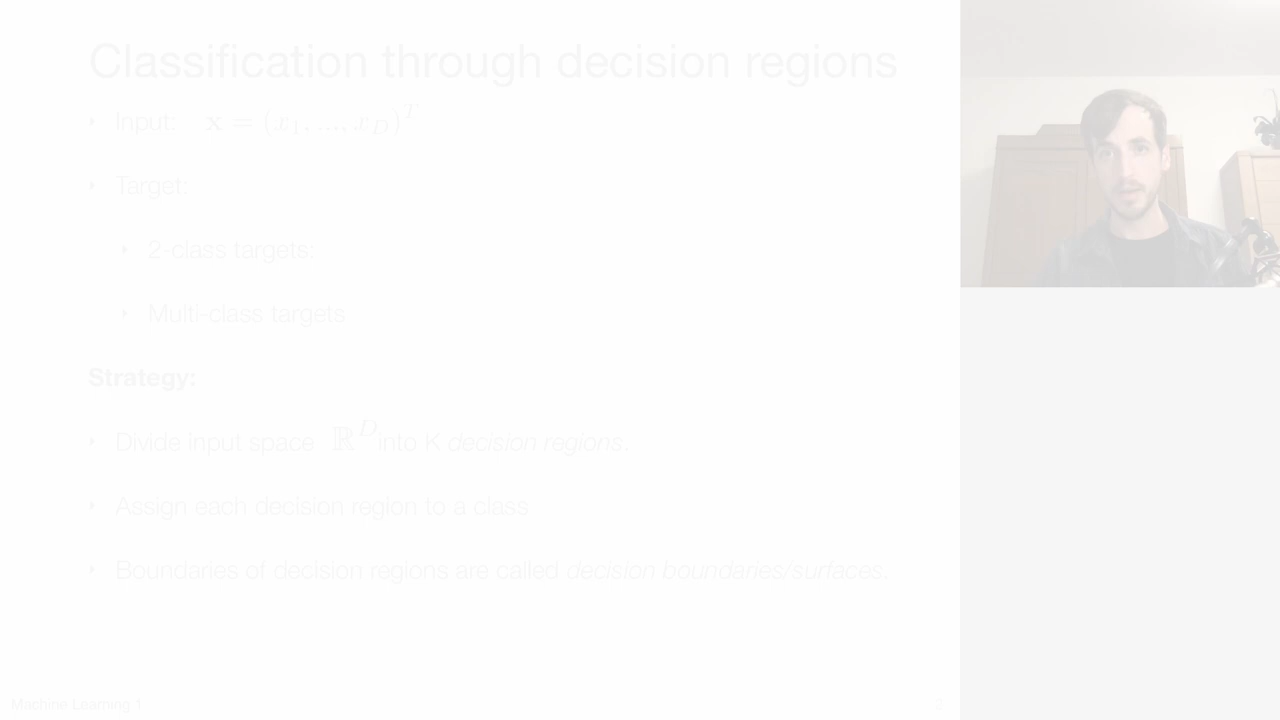 Classification through decision regions
Input: x = (x₁, ..., x_D)ᵀ
Target:
2-class targets:
Multi-class targets
Strategy:
Divide input space ℝᴰ into K decision regions.
Assign each decision region to a class
Boundaries of decision regions are called decision boundaries/surfaces.
Machine Learning 1